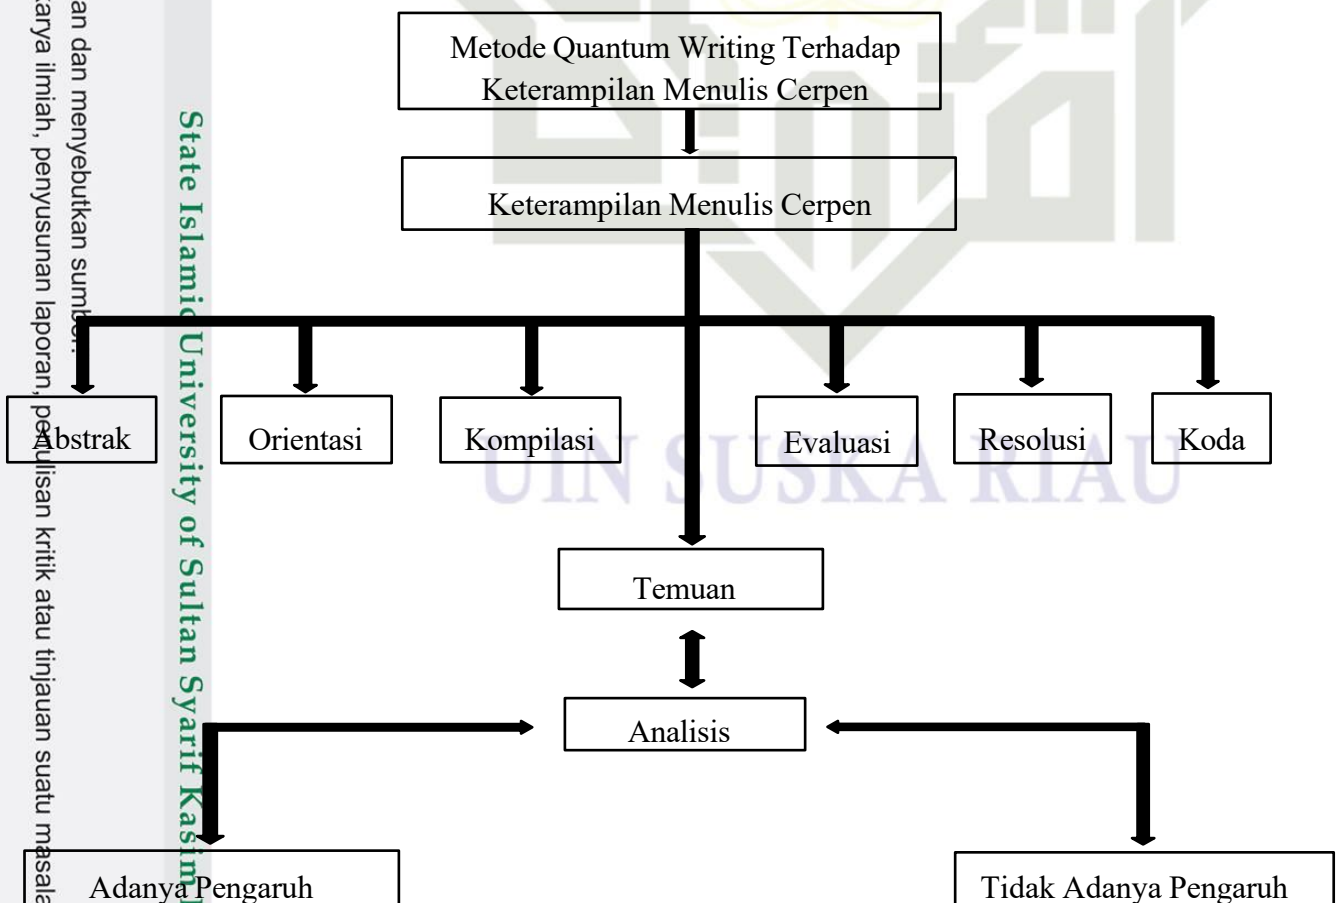 an dan menyebutkan sumber.
karya ilmiah, penyusunan laporan, penulisan kritik atau tinjauan suatu masala
State Islamic University of Sultan Syarif Kasim
Metode Quantum Writing Terhadap
Keterampilan Menulis Cerpen
Keterampilan Menulis Cerpen
Abstrak
Orientasi
Kompilasi
Evaluasi
Resolusi
Koda
UIN SUSKA RIAU
Temuan
Analisis
Adanya Pengaruh
Tidak Adanya Pengaruh